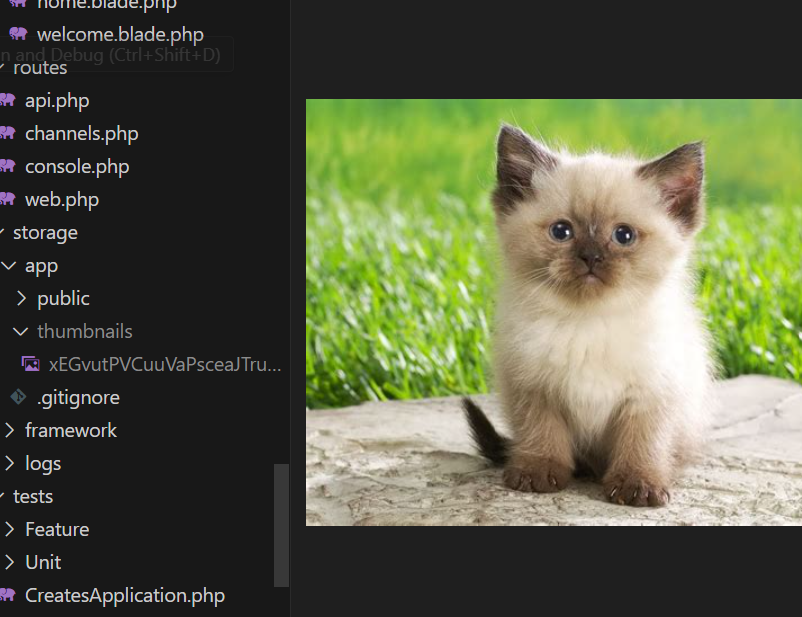 home.blade.php
welcome.blade.php
n and Debug (Ctrl+Shift+D)
routes
api.php
channels.php
console.php
web.php
storage
app
public
thumbnails
xEGvutPVCuuVaPsceaJTru...
.gitignore
framework
logs
tests
Feature
Unit
CreatesApplication.php